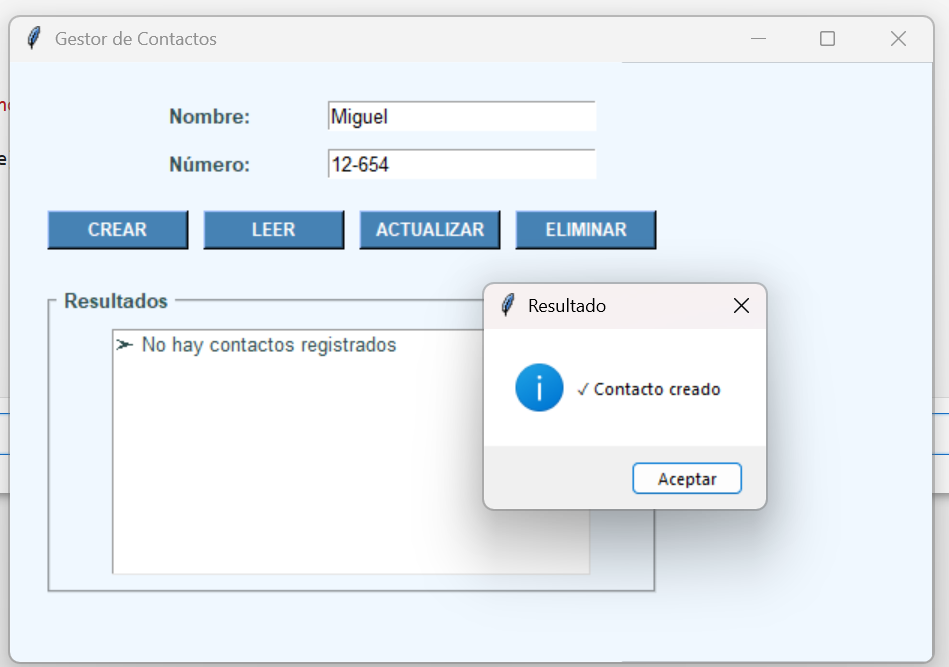 Gestor de Contactos
Nombre: Miguel
Número: 12-654
CREAR LEER ACTUALIZAR ELIMINAR
Resultados
➢ No hay contactos registrados
Resultado
✓ Contacto creado
Aceptar